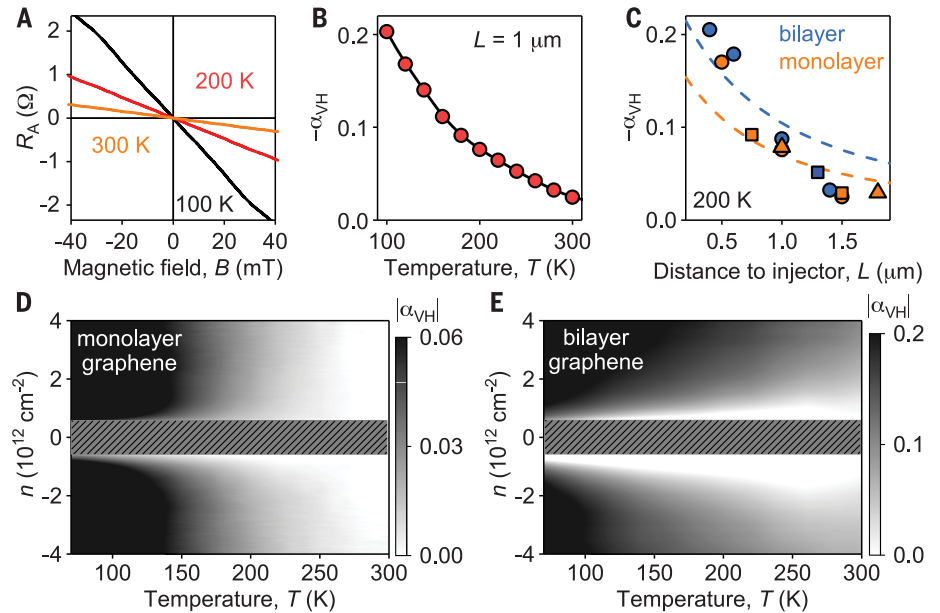 A
R_A (Ω)
2
1
0
-1
-2
200 K
300 K
100 K
-40
-20
0
20
40
Magnetic field, B (mT)
B
-α_VH
0.2
0.1
0.0
L = 1 μm
100
200
300
Temperature, T (K)
C
-α_VH
0.2
0.1
0.0
bilayer
monolayer
200 K
0.5
1.0
1.5
Distance to injector, L (μm)
D
n (10¹² cm⁻²)
4
2
0
-2
-4
monolayer
graphene
100
150
200
250
300
Temperature, T (K)
|α_VH|
0.06
0.03
0.00
E
n (10¹² cm⁻²)
4
2
0
-2
-4
bilayer
graphene
100
150
200
250
300
Temperature, T (K)
|α_VH|
0.2
0.1
0.0